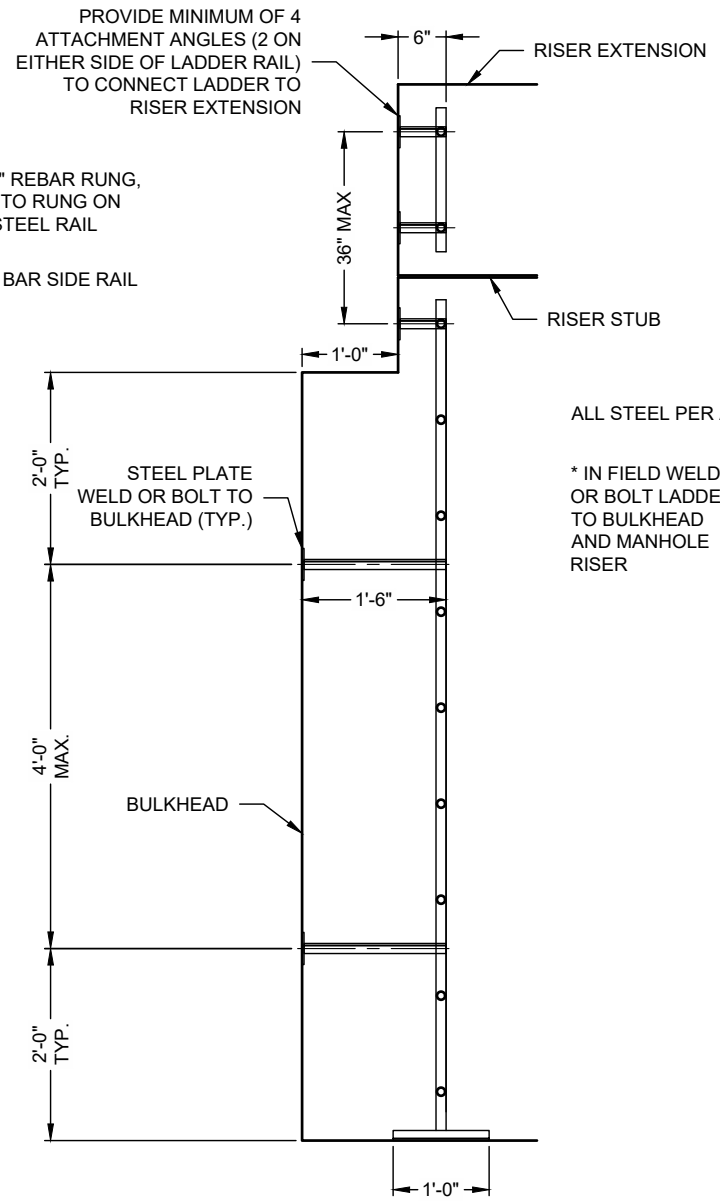 PROVIDE MINIMUM OF 4
ATTACHMENT ANGLES (2 ON
EITHER SIDE OF LADDER RAIL)
TO CONNECT LADDER TO
RISER EXTENSION
6"
RISER EXTENSION
" REBAR RUNG,
TO RUNG ON
STEEL RAIL
BAR SIDE RAIL
36" MAX
RISER STUB
1'-0"
2'-0"
TYP.
ALL STEEL PER
STEEL PLATE
WELD OR BOLT TO
BULKHEAD (TYP.)
* IN FIELD WELD
OR BOLT LADDE
TO BULKHEAD
AND MANHOLE
RISER
1'-6"
4'-0"
MAX.
BULKHEAD
2'-0"
TYP.
1'-0"